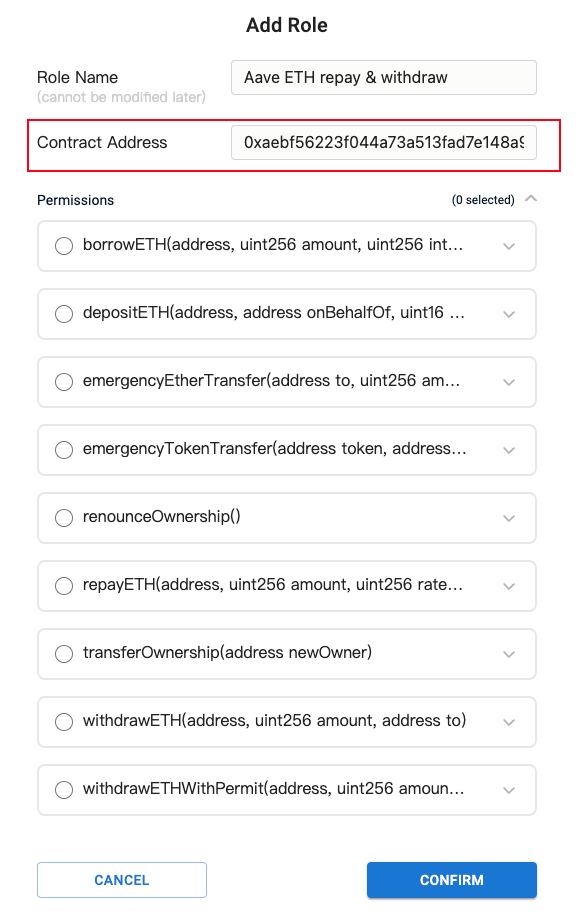 Add Role
Role Name
Aave ETH repay & withdraw
(cannot be modified later)
Contract Address
0xaebf56223f044a73a513fad7e148a9
Permissions
(0 selected)
borrowETH(address, uint256 amount, uint256 int...
depositETH(address, address onBehalfOf, uint16 ...
emergencyEtherTransfer(address to, uint256 am...
emergencyTokenTransfer(address token, address...
renounceOwnership()
repayETH(address, uint256 amount, uint256 rate...
transferOwnership(address newOwner)
withdrawETH(address, uint256 amount, address to)
withdrawETHWithPermit(address, uint256 amoun...
CANCEL
CONFIRM